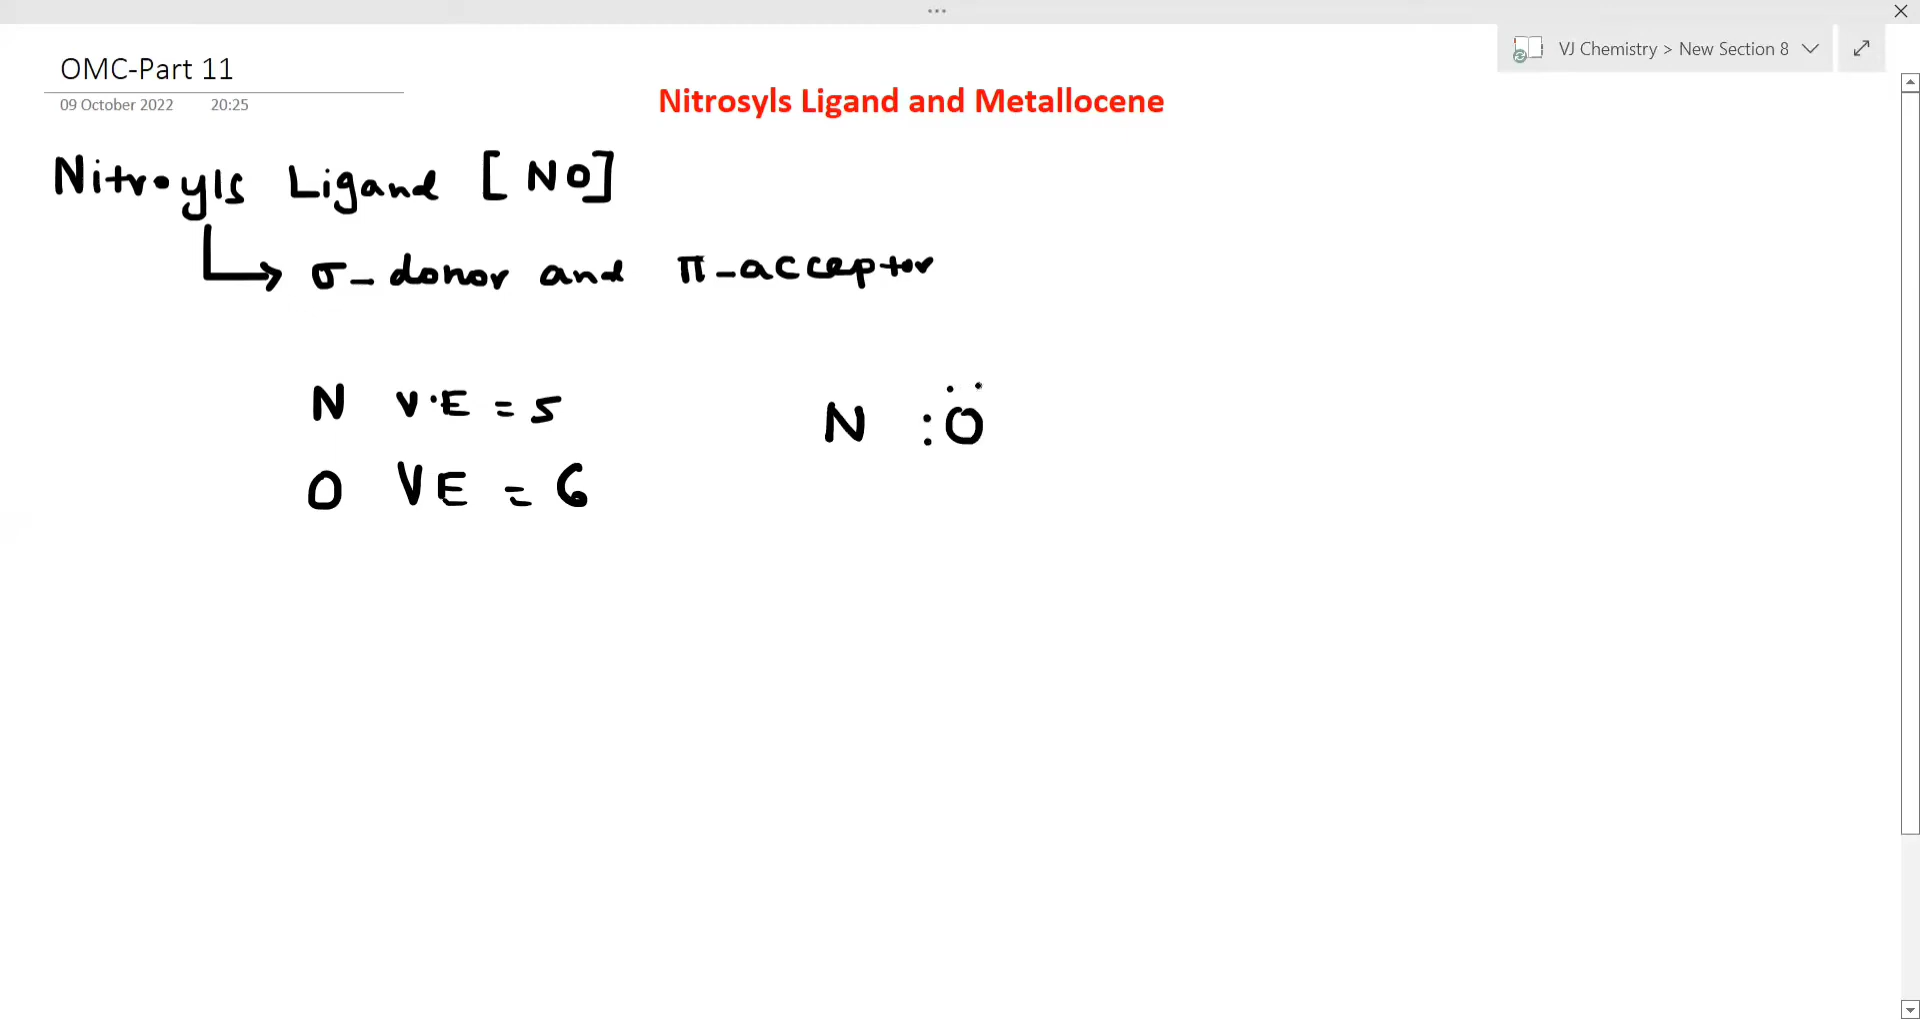 OMC-Part 11
09 October 2022 20:25
VJ Chemistry > New Section 8
Nitrosyls Ligand and Metallocene
Nitroyls Ligand [NO]
σ-donor and π-acceptor
N V.E = 5
N :Ö
O VE = 6